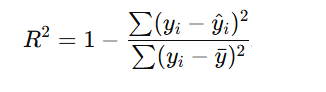 R² = 1 − ∑(yᵢ − ŷᵢ)² / ∑(yᵢ − ȳ)²